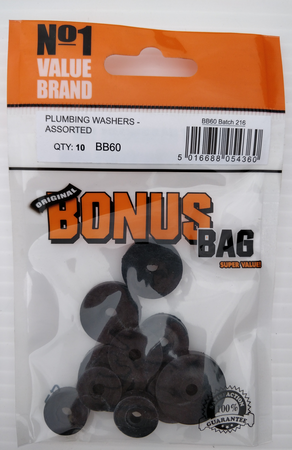 No1
VALUE
BRAND
PLUMBING WASHERS -
ASSORTED
QTY: 10 BB60
BB60 Batch 216
5 016688 054360
ORIGINAL
BONUS
BAG
SUPER VALUE!
SATISFACTION
100%
GUARANTEE